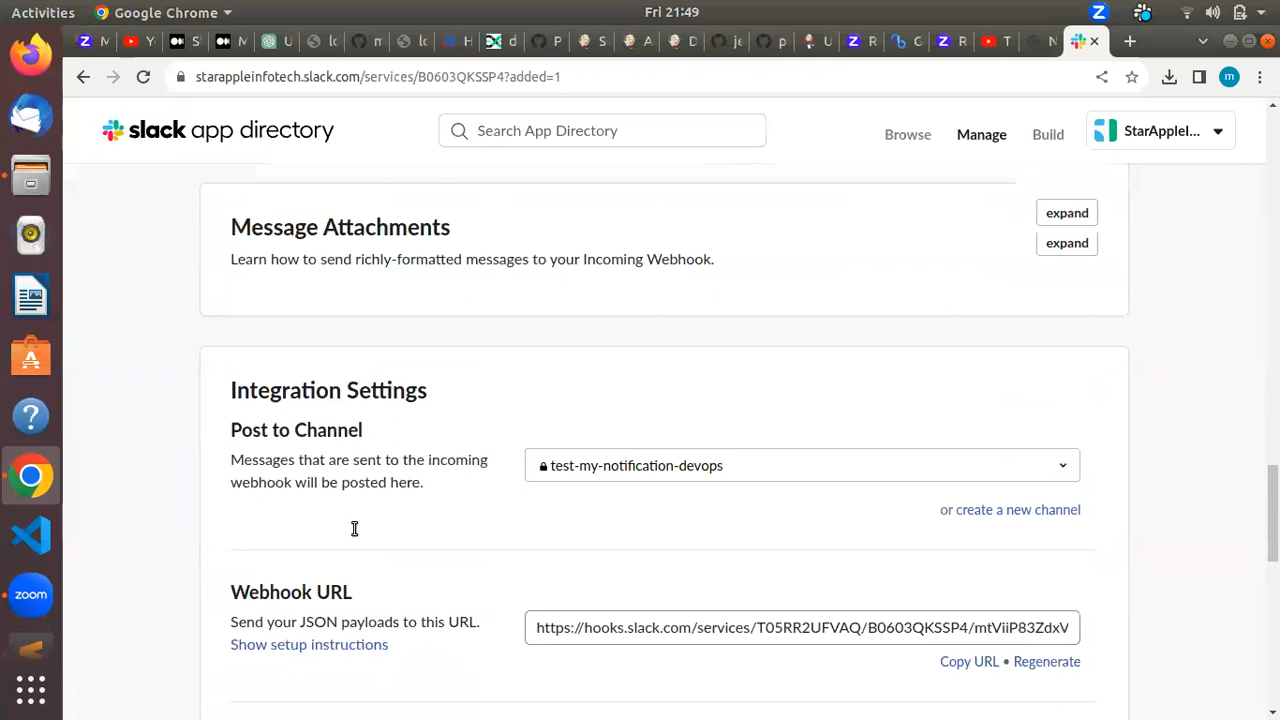 Activities
Google Chrome
Fri 21:49
starappleinfotech.slack.com/services/B0603QKSSP4?added=1
m
slack app directory
Search App Directory
Browse
Manage
Build
StarAppleI...
Message Attachments
expand
Learn how to send richly-formatted messages to your Incoming Webhook.
expand
Integration Settings
Post to Channel
Messages that are sent to the incoming
webhook will be posted here.
test-my-notification-devops
or create a new channel
Webhook URL
Send your JSON payloads to this URL.
https://hooks.slack.com/services/T05RR2UFVAQ/B0603QKSSP4/mtViiP83ZdxV
Show setup instructions
Copy URL • Regenerate
zoom